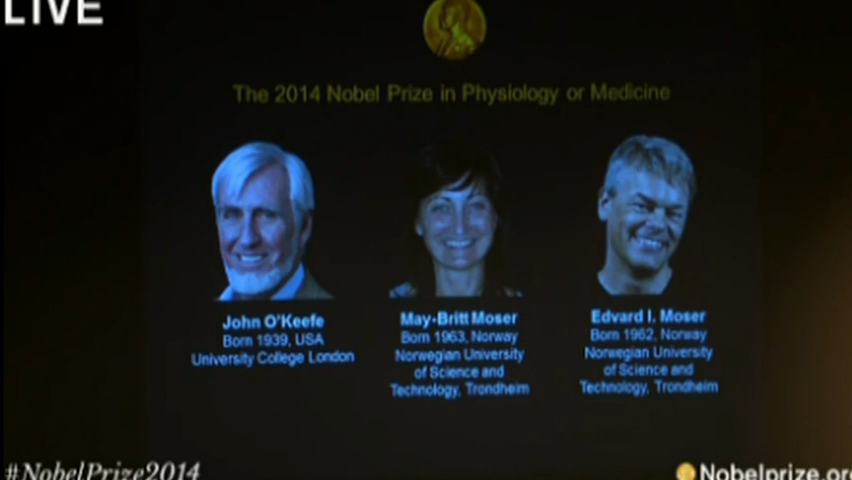 LIVE
The 2014 Nobel Prize in Physiology or Medicine
John O'Keefe
Born 1939, USA
University College London
May-Britt Moser
Born 1963, Norway
Norwegian University
of Science and
Technology, Trondheim
Edvard I. Moser
Born 1962, Norway
Norwegian University
of Science and
Technology, Trondheim
#NobelPrize2014
Nobelprize.org